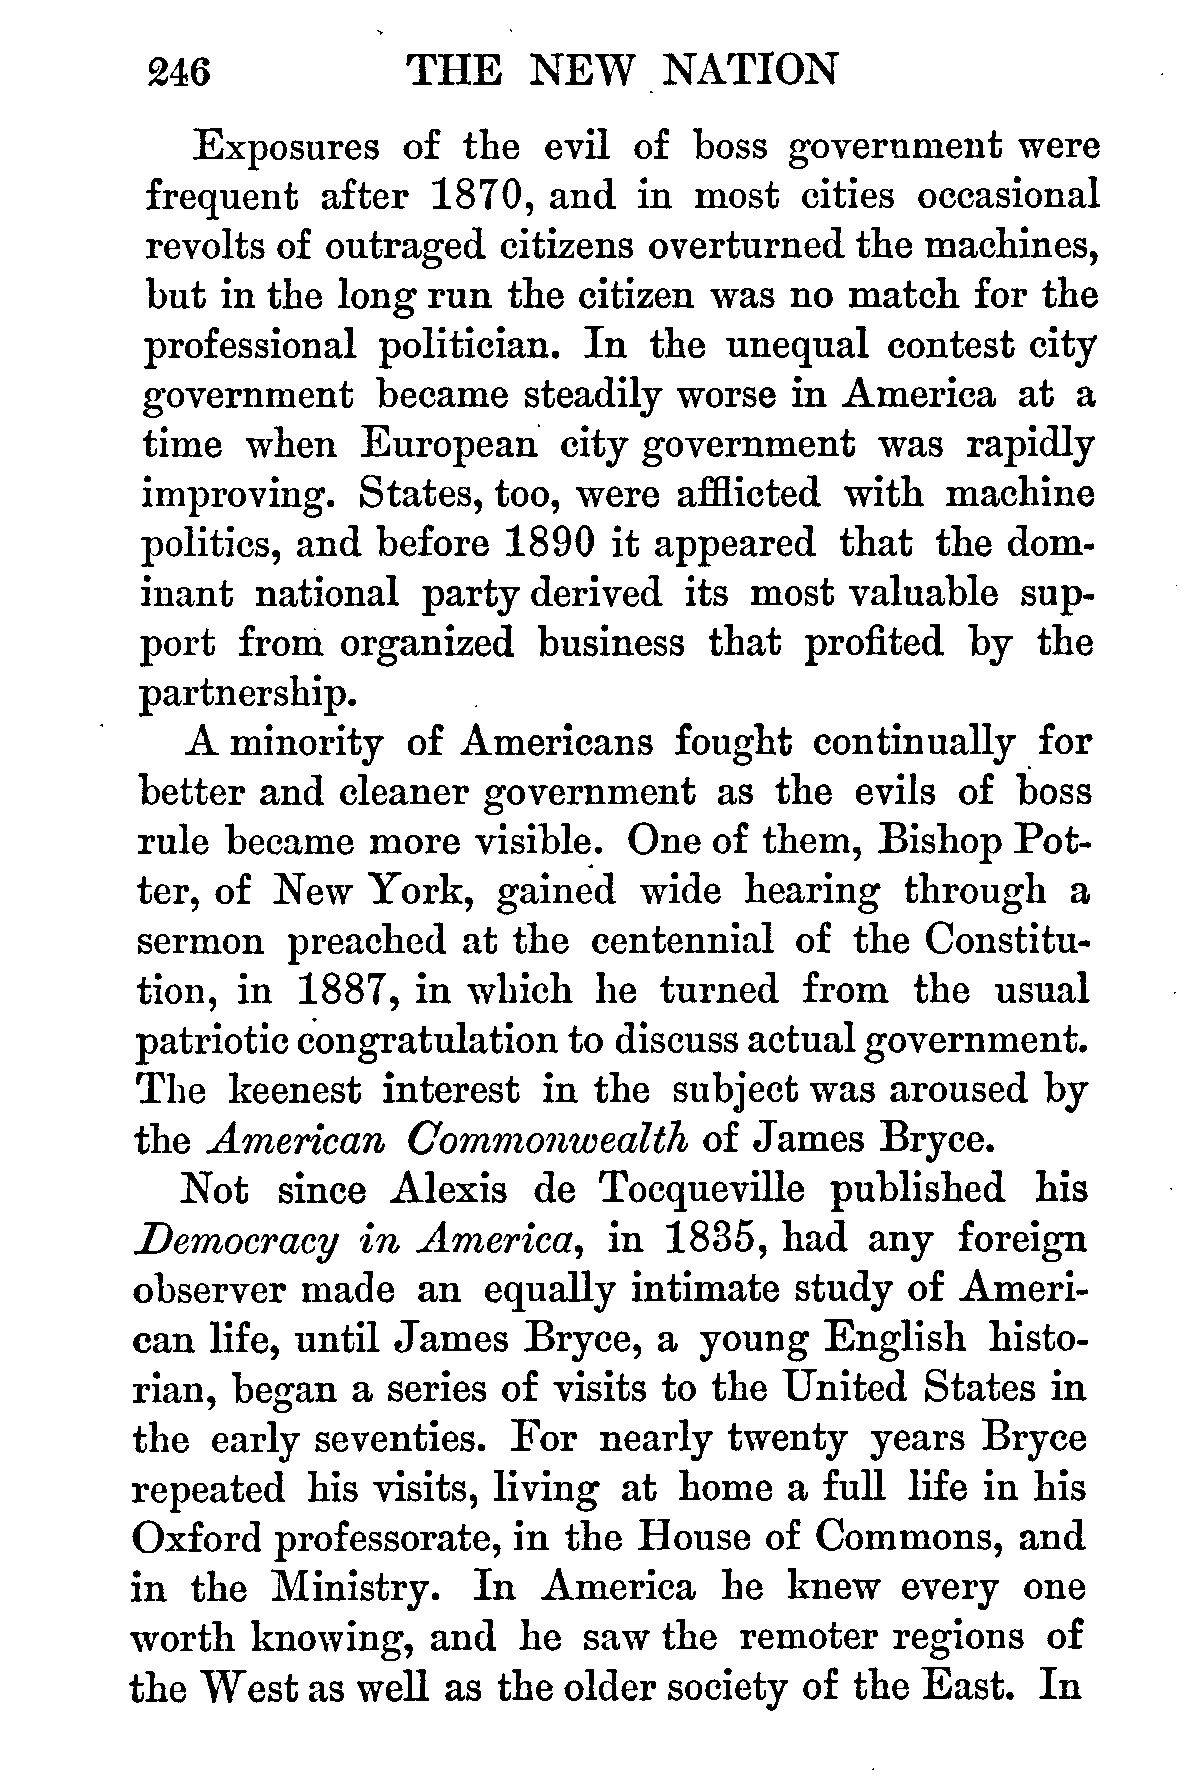 246 THE NEW NATION
Exposures of the evil of boss government were
frequent after 1870, and in most cities occasional
revolts of outraged citizens overturned the machines,
but in the long run the citizen was no match for the
professional politician. In the unequal contest city
government became steadily worse in America at a
time when European city government was rapidly
improving. States, too, were afflicted with machine
politics, and before 1890 it appeared that the dom-
inant national party derived its most valuable sup-
port from organized business that profited by the
partnership.
A minority of Americans fought continually for
better and cleaner government as the evils of boss
rule became more visible. One of them, Bishop Pot-
ter, of New York, gained wide hearing through a
sermon preached at the centennial of the Constitu-
tion, in 1887, in which he turned from the usual
patriotic congratulation to discuss actual government.
The keenest interest in the subject was aroused by
the American Commonwealth of James Bryce.
Not since Alexis de Tocqueville published his
Democracy in America, in 1835, had any foreign
observer made an equally intimate study of Ameri-
can life, until James Bryce, a young English histo-
rian, began a series of visits to the United States in
the early seventies. For nearly twenty years Bryce
repeated his visits, living at home a full life in his
Oxford professorate, in the House of Commons, and
in the Ministry. In America he knew every one
worth knowing, and he saw the remoter regions of
the West as well as the older society of the East. In